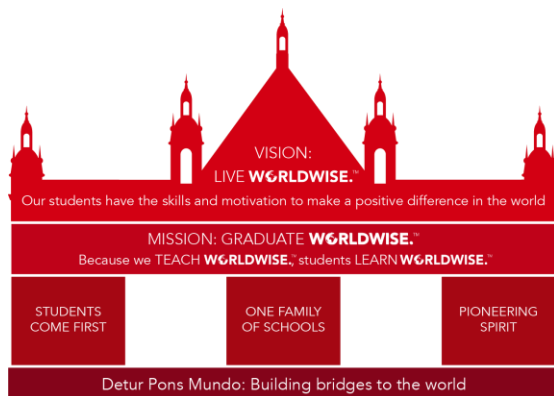 VISION:
LIVE WORLDWISE.™
Our students have the skills and motivation to make a positive difference in the world
MISSION: GRADUATE WORLDWISE.™
Because we TEACH WORLDWISE,™ students LEARN WORLDWISE.™
STUDENTS
COME FIRST
ONE FAMILY
OF SCHOOLS
PIONEERING
SPIRIT
Detur Pons Mundo: Building bridges to the world